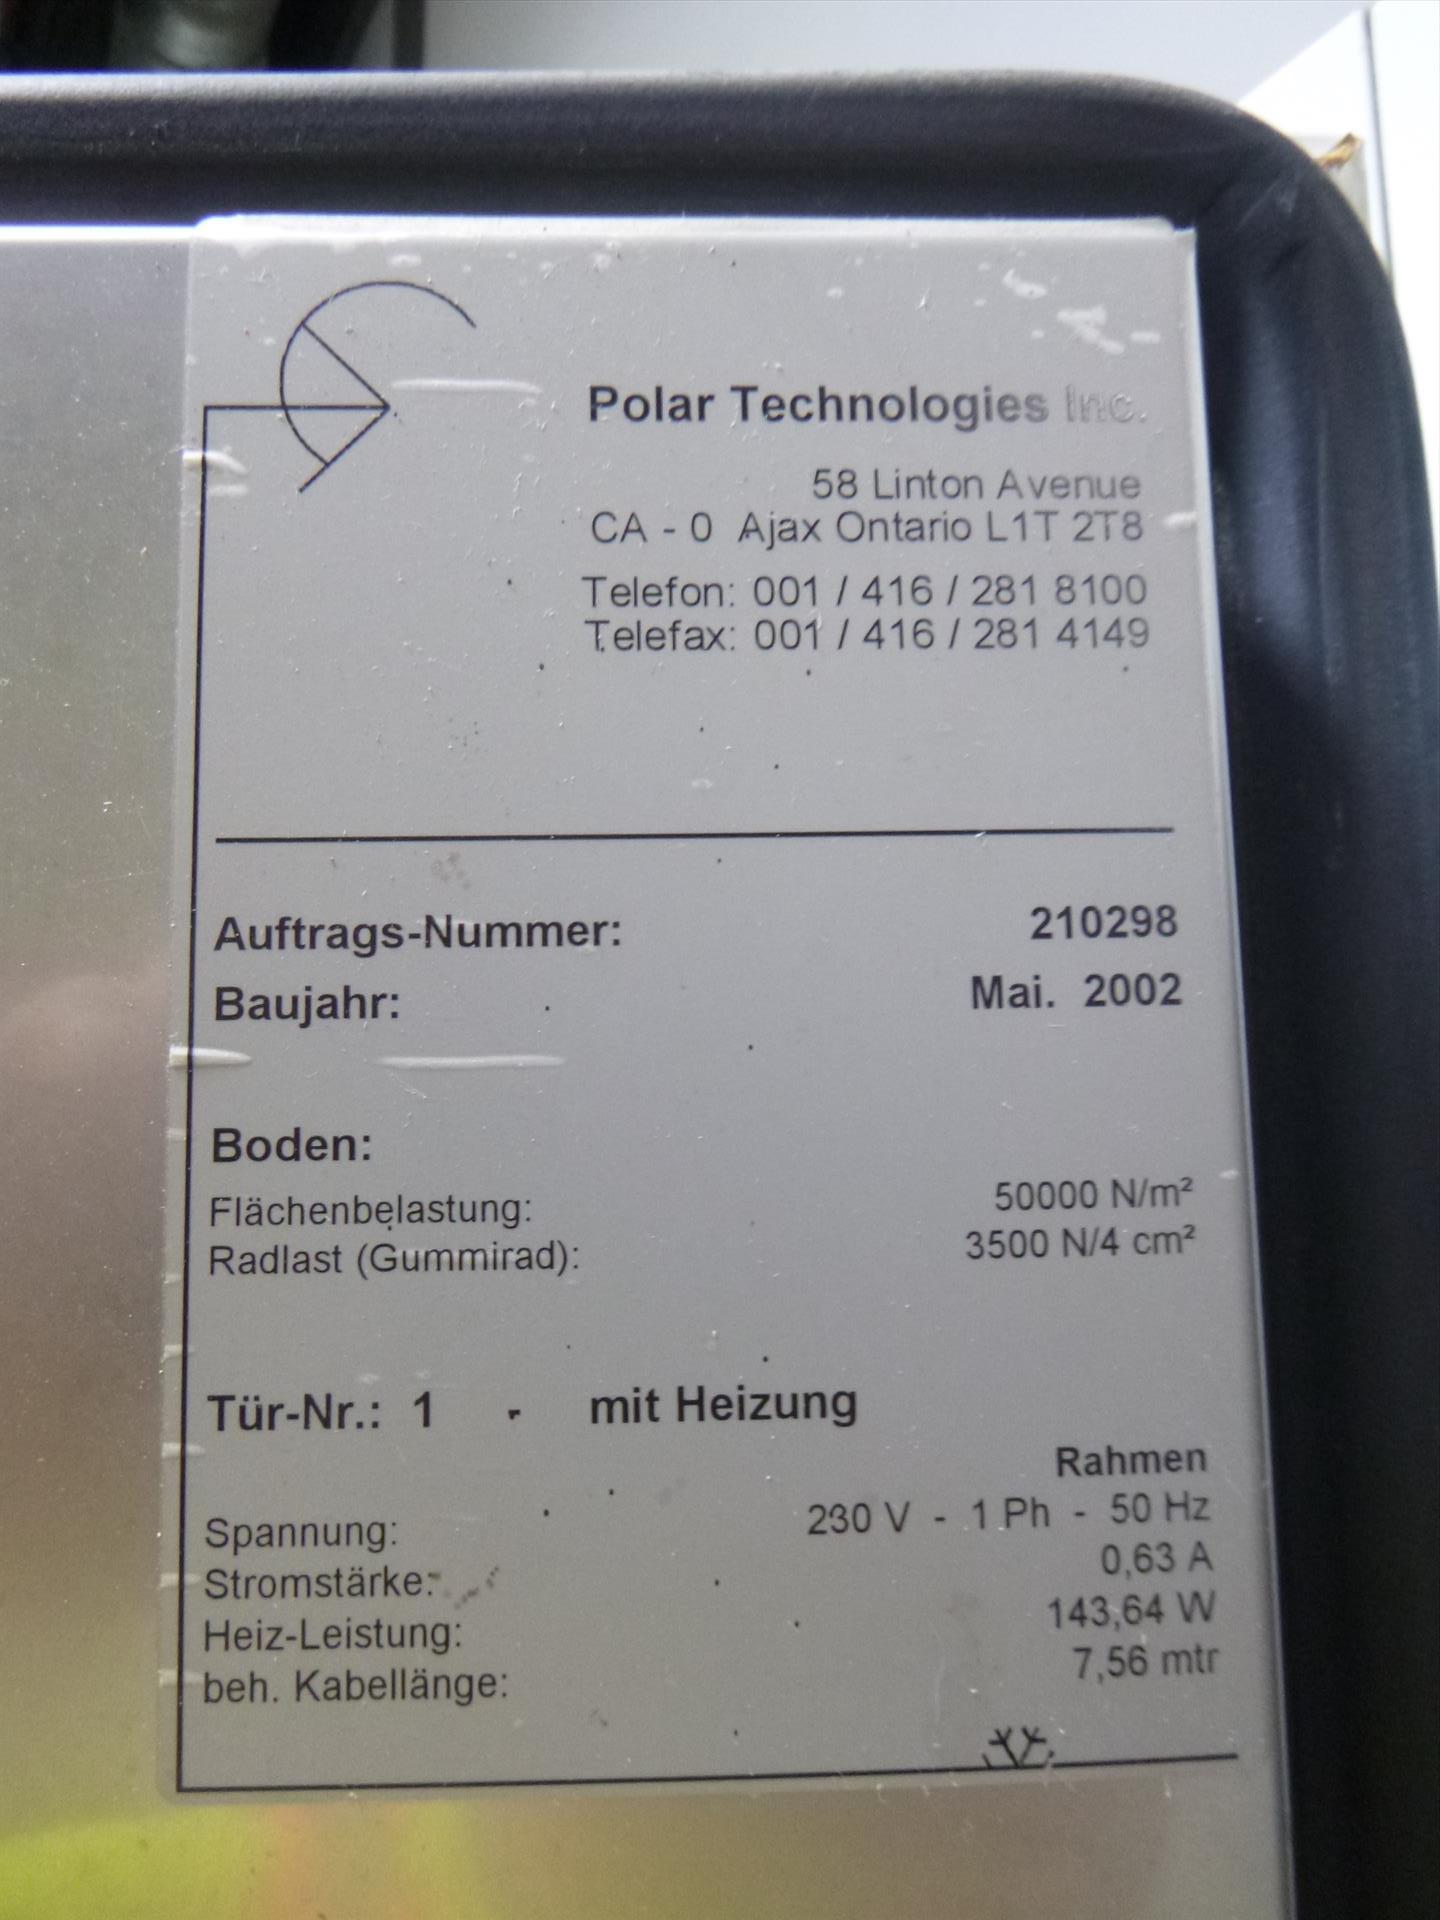 Polar Technologies Inc.
58 Linton Avenue
CA - 0 Ajax Ontario L1T 2T8
Telefon: 001 / 416 / 281 8100
Telefax: 001 / 416 / 281 4149
Auftrags-Nummer: 210298
Baujahr: Mai. 2002
Boden:
Flächenbelastung: 50000 N/m²
Radlast (Gummirad): 3500 N/4 cm²
Tür-Nr.: 1 - mit Heizung
Rahmen
Spannung: 230 V - 1 Ph - 50 Hz
Stromstärke: 0,63 A
Heiz-Leistung: 143,64 W
beh. Kabellänge: 7,56 mtr